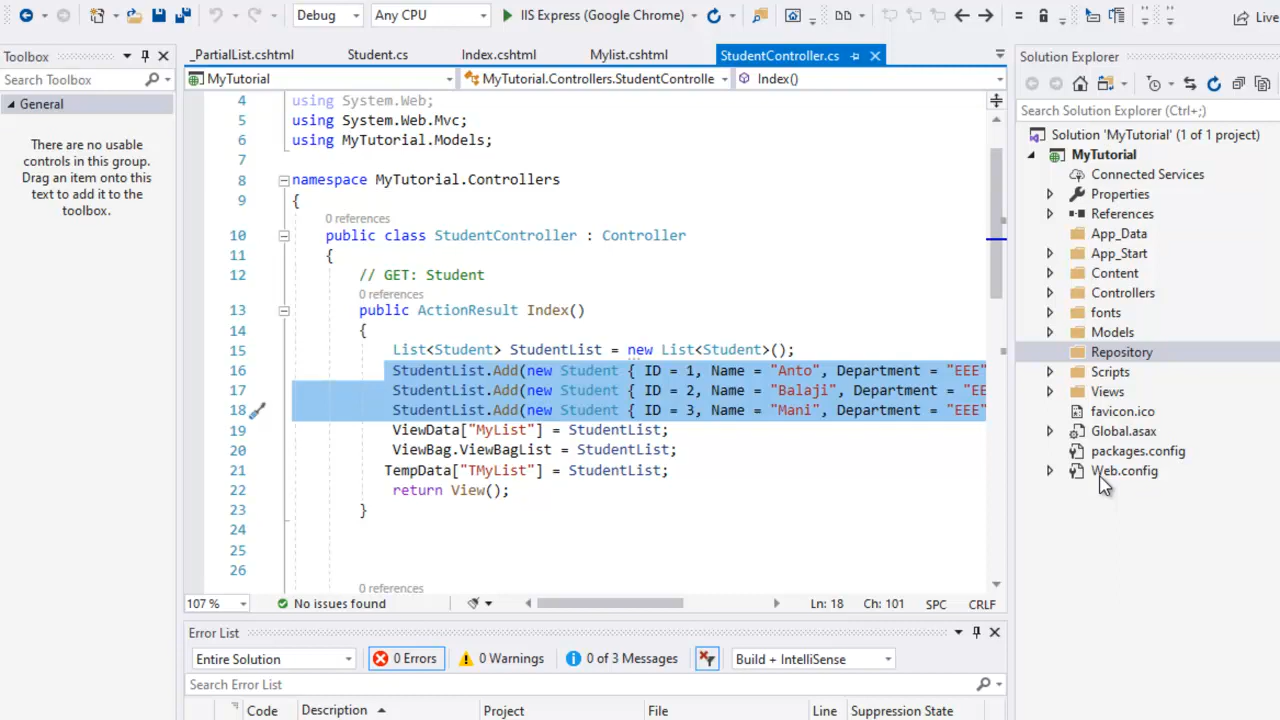 Debug
Any CPU
IIS Express (Google Chrome)
Live
Toolbox
_PartialList.cshtml
Student.cs
Index.cshtml
Mylist.cshtml
StudentController.cs
Solution Explorer
Search Toolbox
MyTutorial
MyTutorial.Controllers.StudentControlle
Index()
General
Search Solution Explorer (Ctrl+;)
There are no usable
controls in this group.
Drag an item onto this
text to add it to the
toolbox.
4 using System.Web;
5 using System.Web.Mvc;
6 using MyTutorial.Models;
7
8 namespace MyTutorial.Controllers
9 {
0 references
10 public class StudentController : Controller
11 {
12 // GET: Student
0 references
13 public ActionResult Index()
14 {
15 List<Student> StudentList = new List<Student>();
16 StudentList.Add(new Student { ID = 1, Name = "Anto", Department = "EEE"
17 StudentList.Add(new Student { ID = 2, Name = "Balaji", Department = "EE
18 StudentList.Add(new Student { ID = 3, Name = "Mani", Department = "EEE"
19 ViewData["MyList"] = StudentList;
20 ViewBag.ViewBagList = StudentList;
21 TempData["TMyList"] = StudentList;
22 return View();
23 }
24
25
26
0 references
Solution 'MyTutorial' (1 of 1 project)
MyTutorial
Connected Services
Properties
References
App_Data
App_Start
Content
Controllers
fonts
Models
Repository
Scripts
Views
favicon.ico
Global.asax
packages.config
Web.config
107 %
No issues found
Ln: 18
Ch: 101
SPC
CRLF
Error List
Entire Solution
0 Errors
0 Warnings
0 of 3 Messages
Build + IntelliSense
Search Error List
Code
Description
Project
File
Line
Suppression State